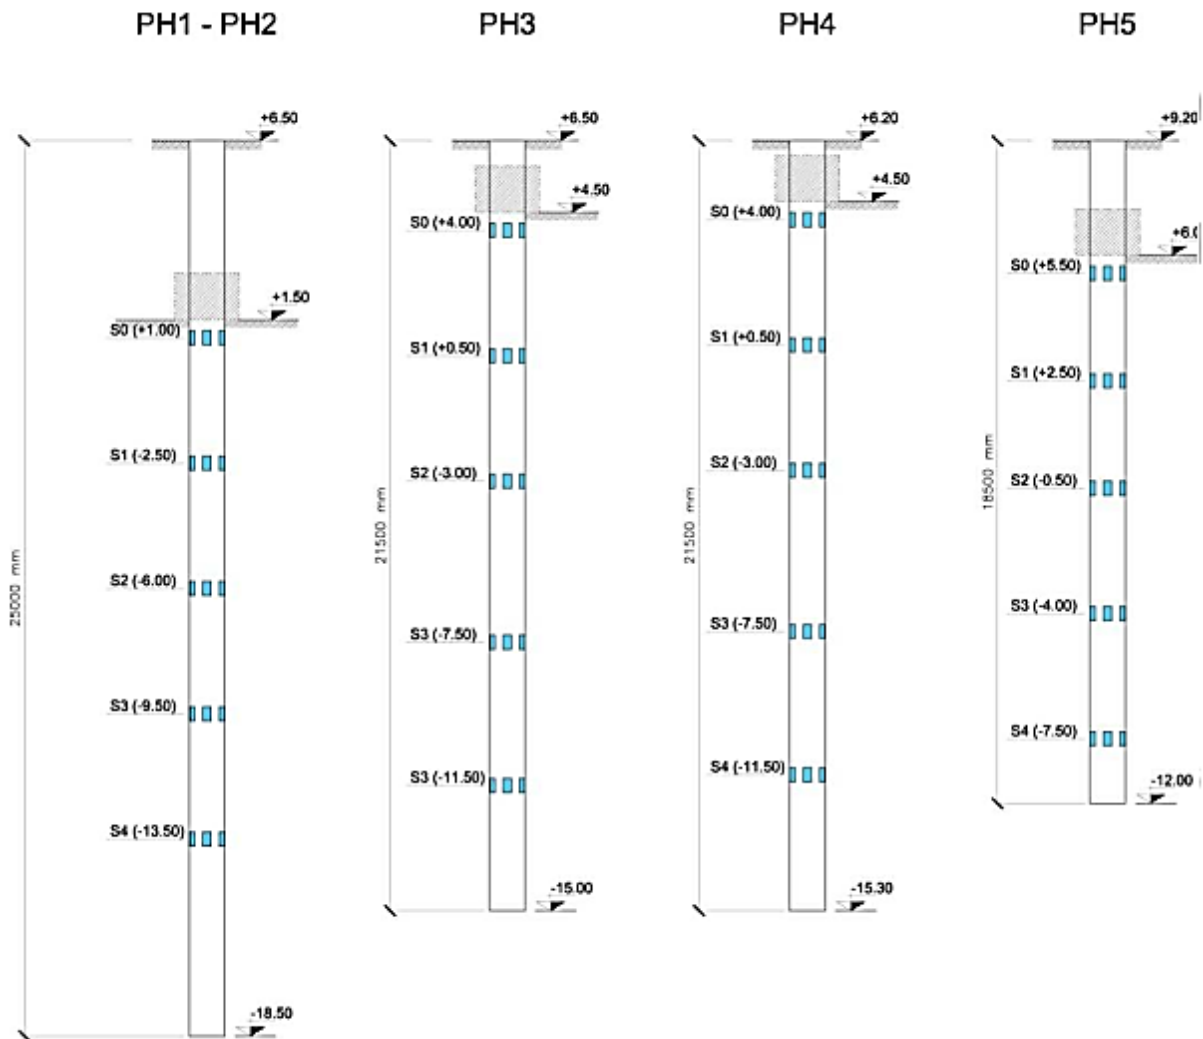 PH1 - PH2
+6.50
+1.50
S0 (+1.00)
S1 (-2.50)
S2 (-6.00)
S3 (-9.50)
S4 (-13.50)
-18.50
25000 mm
PH3
+6.50
+4.50
S0 (+4.00)
S1 (+0.50)
S2 (-3.00)
S3 (-7.50)
S3 (-11.50)
-15.00
21500 mm
PH4
+6.20
+4.50
S0 (+4.00)
S1 (+0.50)
S2 (-3.00)
S3 (-7.50)
S4 (-11.50)
-15.30
21500 mm
PH5
+9.20
S0 (+5.50)
S1 (+2.50)
S2 (-0.50)
S3 (-4.00)
S4 (-7.50)
-12.00
18500 mm